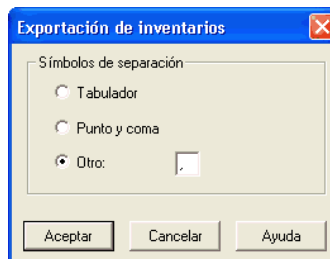 Exportación de inventarios
Símbolos de separación
Tabulador
Punto y coma
Otro: ,
Aceptar Cancelar Ayuda